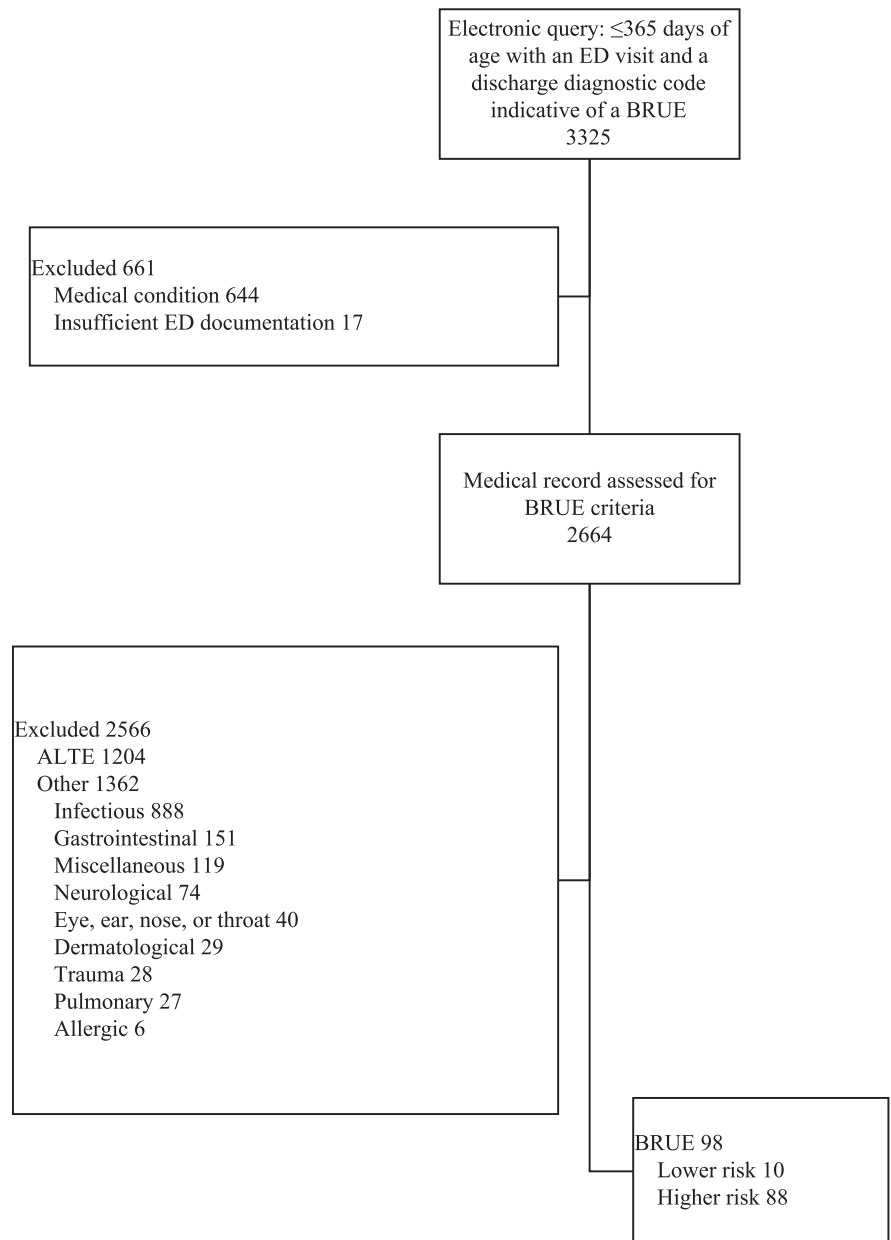 Electronic query: ≤365 days of
age with an ED visit and a
discharge diagnostic code
indicative of a BRUE
3325
Excluded 661
Medical condition 644
Insufficient ED documentation 17
Medical record assessed for
BRUE criteria
2664
Excluded 2566
ALTE 1204
Other 1362
Infectious 888
Gastrointestinal 151
Miscellaneous 119
Neurological 74
Eye, ear, nose, or throat 40
Dermatological 29
Trauma 28
Pulmonary 27
Allergic 6
BRUE 98
Lower risk 10
Higher risk 88